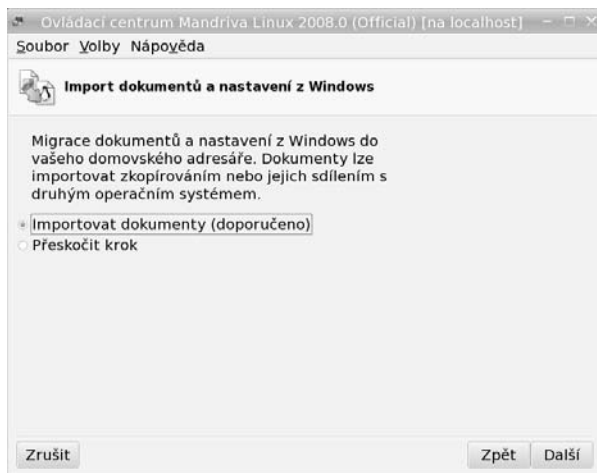 Ovládací centrum Mandriva Linux 2008.0 (Official) [na localhost]
Soubor Volby Nápověda
Import dokumentů a nastavení z Windows
Migrace dokumentů a nastavení z Windows do
vašeho domovského adresáře. Dokumenty lze
importovat zkopírováním nebo jejich sdílením s
druhým operačním systémem.
Importovat dokumenty (doporučeno)
Přeskočit krok
Zrušit Zpět Další